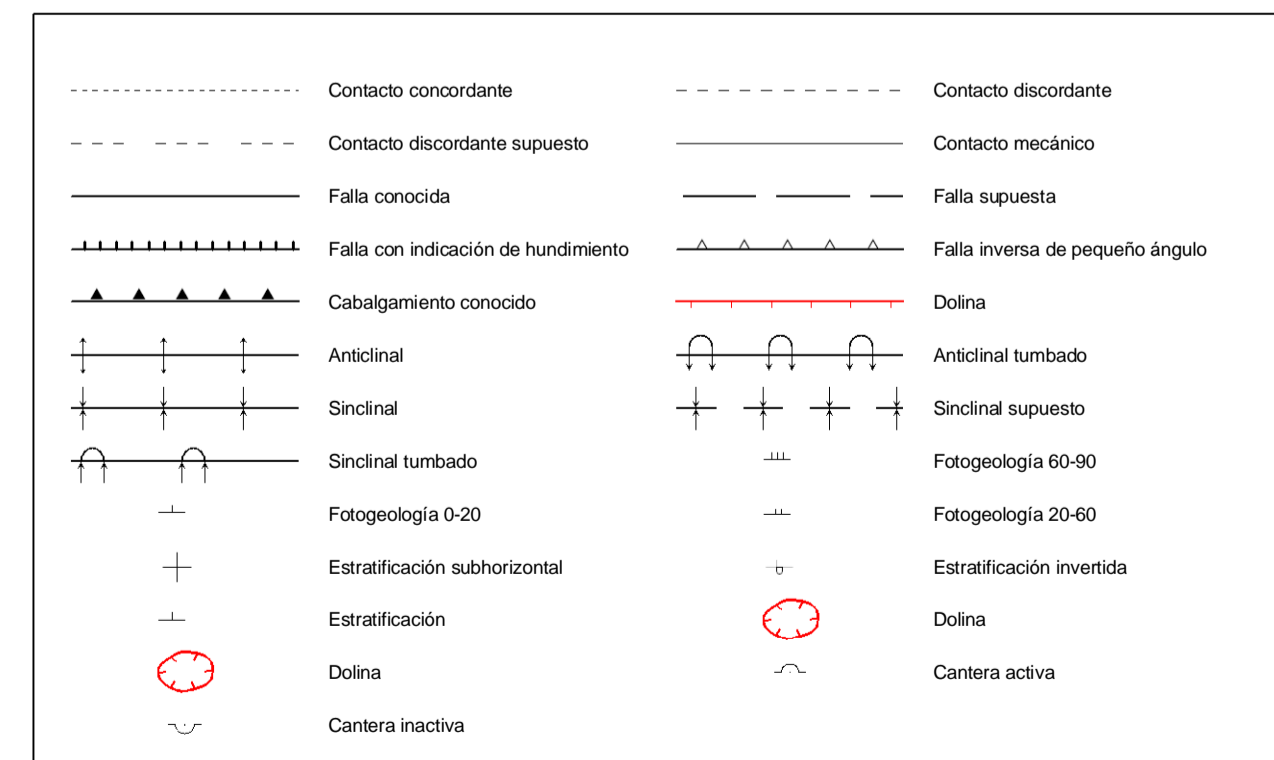 Contacto concordante
Contacto discordante
Contacto discordante supuesto
Contacto mecánico
Falla conocida
Falla supuesta
Falla con indicación de hundimiento
Falla inversa de pequeño ángulo
Cabalgamiento conocido
Dolina
Anticlinal
Anticlinal tumbado
Sinclinal
Sinclinal supuesto
Sinclinal tumbado
Fotogeología 60-90
Fotogeología 0-20
Fotogeología 20-60
Estratificación subhorizontal
Estratificación invertida
Estratificación
Dolina
Dolina
Cantera activa
Cantera inactiva